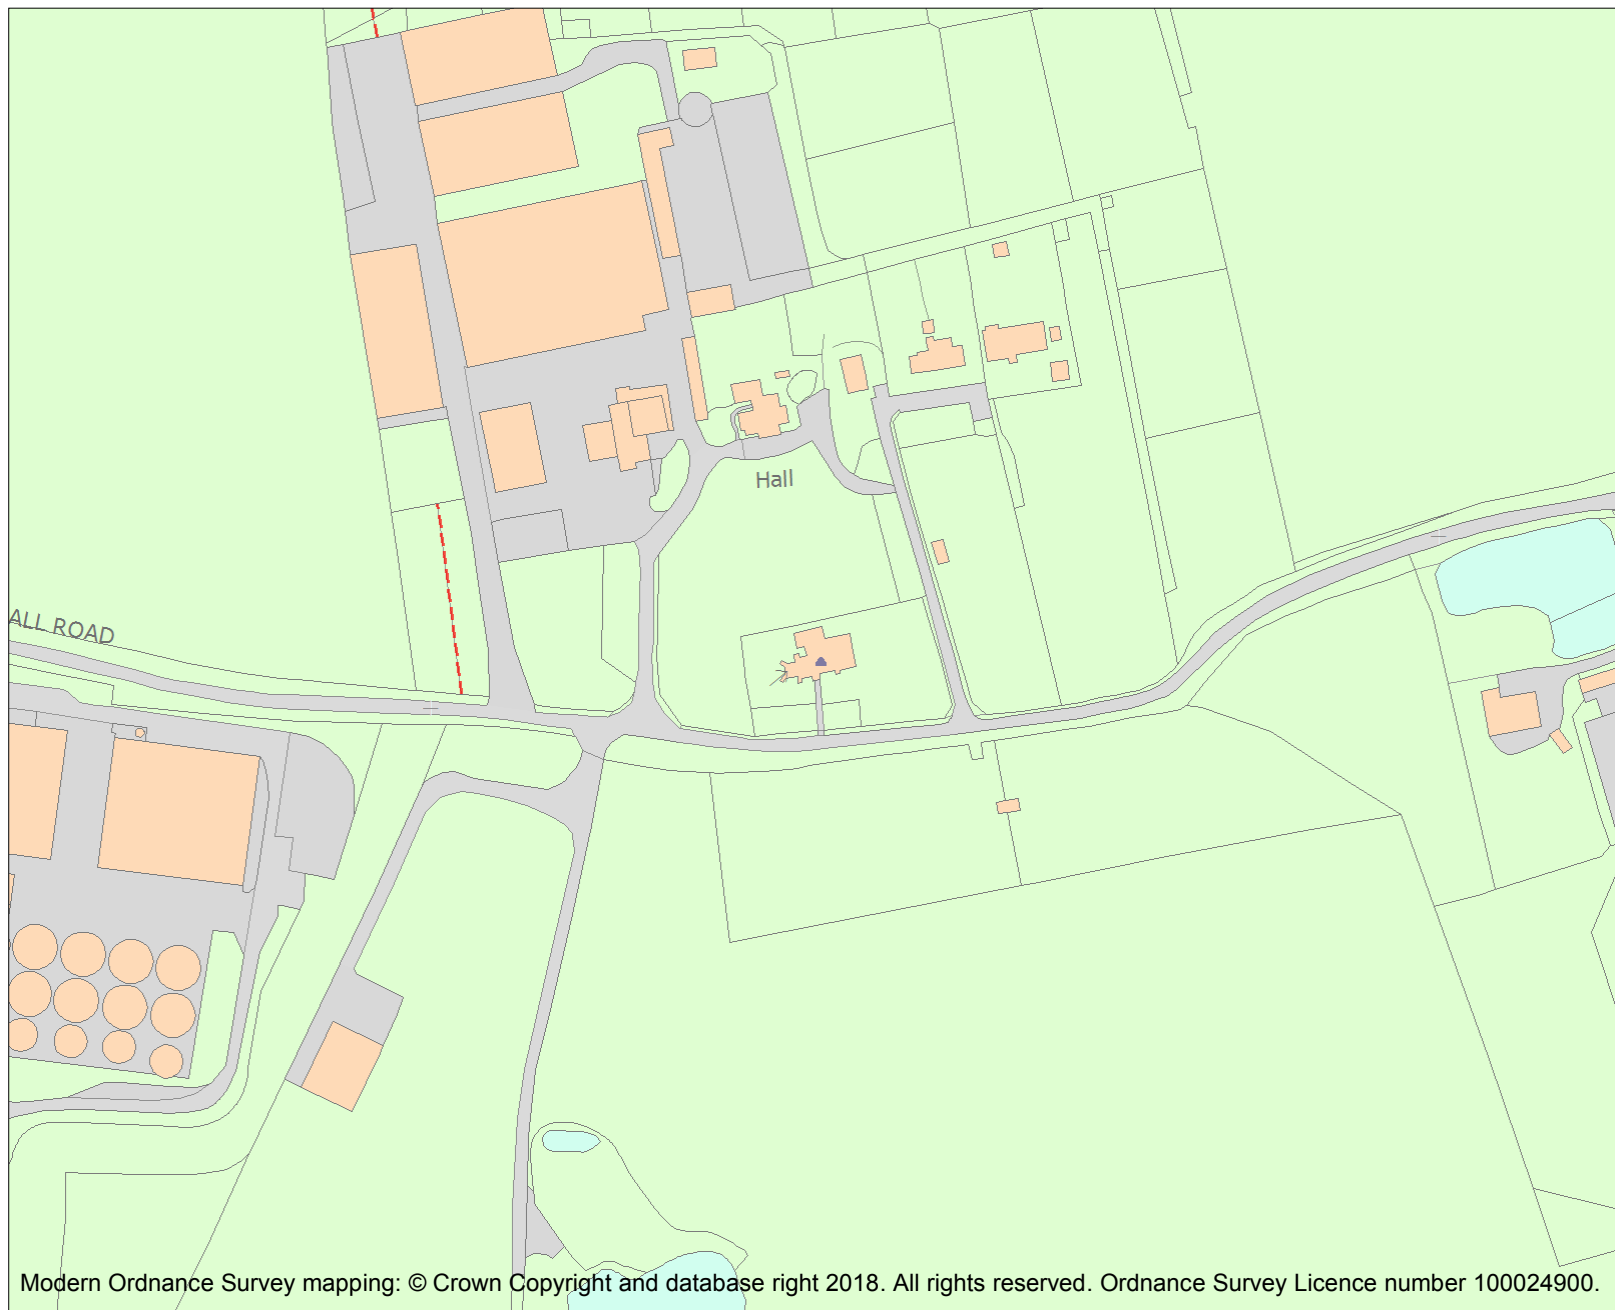 Hall
ALL ROAD
Modern Ordnance Survey mapping: © Crown Copyright and database right 2018. All rights reserved. Ordnance Survey Licence number 100024900.